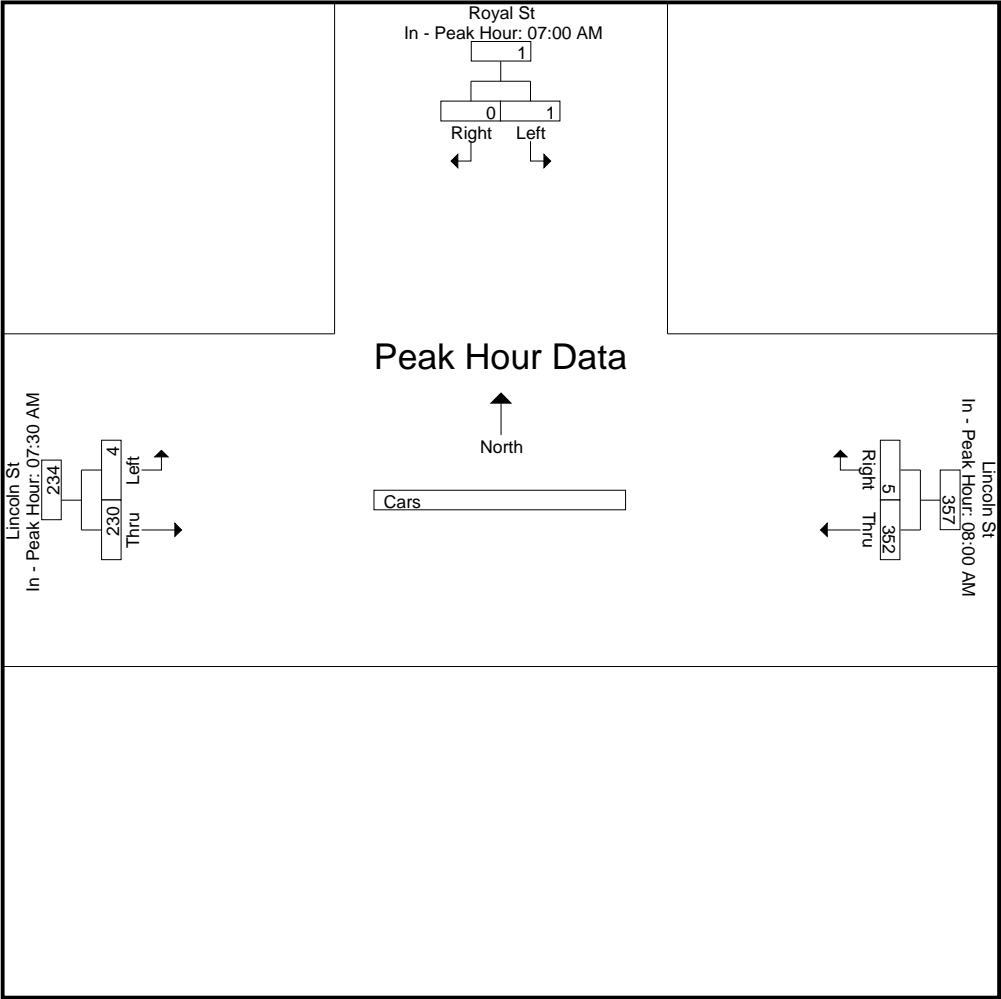 Royal St
In - Peak Hour: 07:00 AM
1
0 1
Right Left
Peak Hour Data
North
Cars
Lincoln St
In - Peak Hour: 07:30 AM
234
4 230
Left Thru
Lincoln St
In - Peak Hour: 08:00 AM
357
5 352
Right Thru